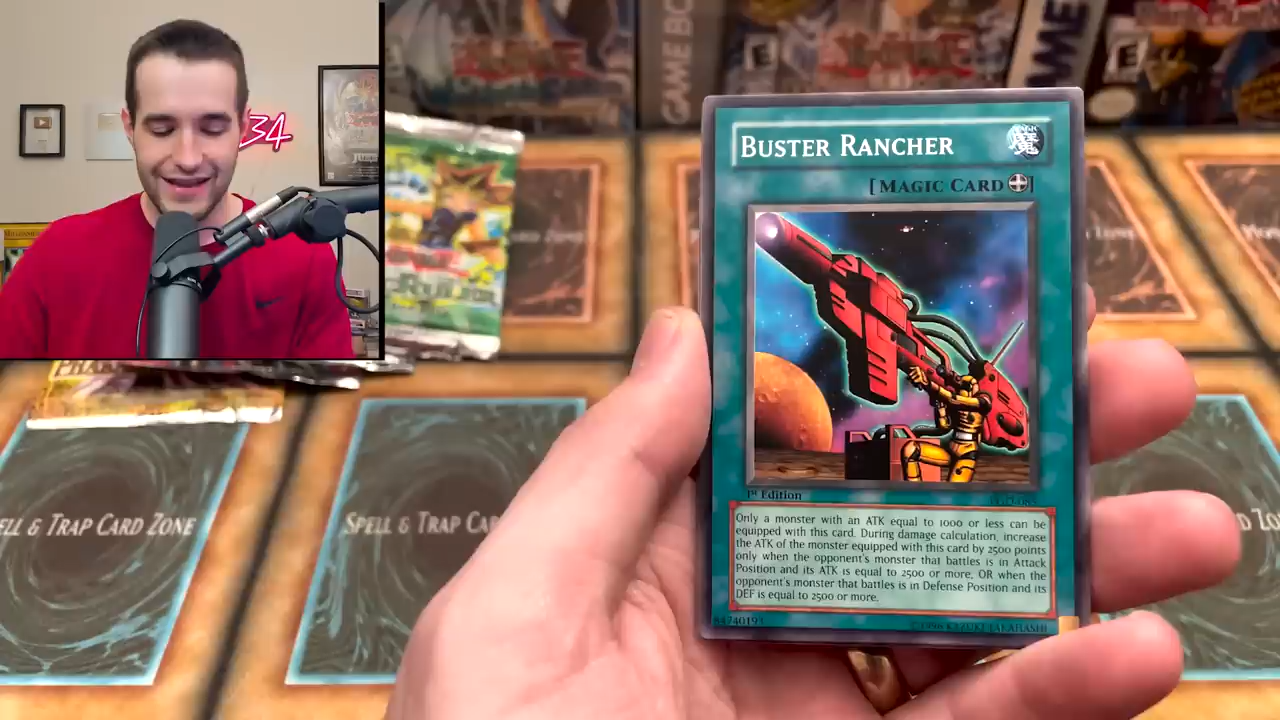 34
GAME BOY
GAME
E
E
BUSTER RANCHER
[MAGIC CARD]
1st Edition
Only a monster with an ATK equal to 1000 or less can be
equipped with this card. During damage calculation, increase
the ATK of the monster equipped with this card by 2500 points
only when the opponent's monster that battles is in Attack
Position and its ATK is equal to 2500 or more, OR when the
opponent's monster that battles is in Defense Position and its
DEF is equal to 2500 or more.
84740193
©1996 KAZUKI TAKAHASHI
ELL & TRAP CARD ZONE
SPELL & TRAP CA
D ZO